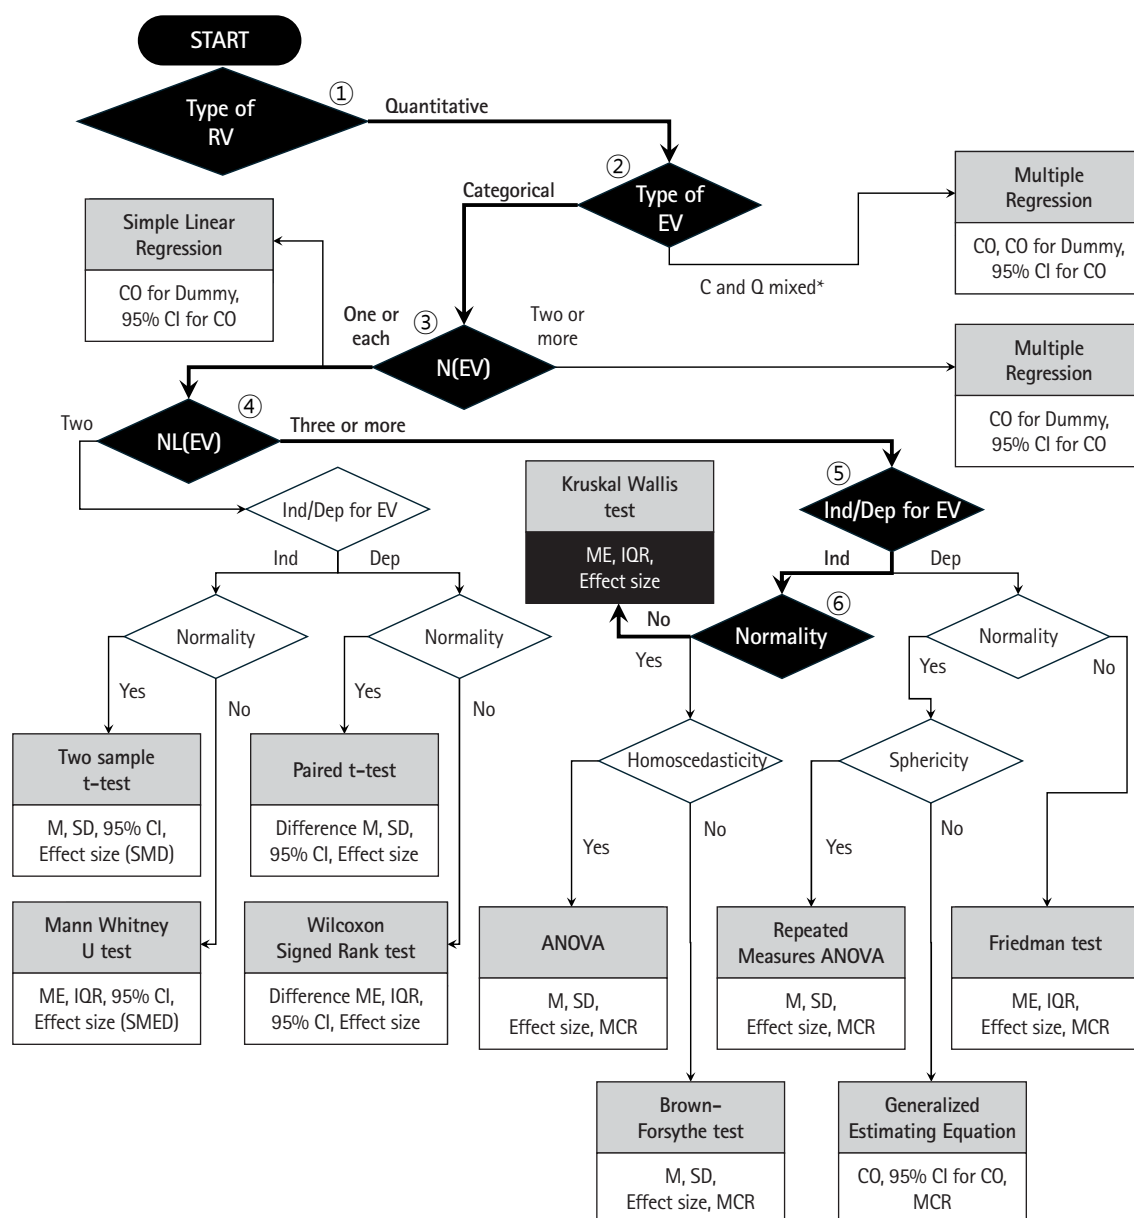 START
①
Type of
RV
Quantitative
②
Type of
EV
Categorical
C and Q mixed*
Multiple
Regression
CO, CO for Dummy,
95% CI for CO
Simple Linear
Regression
CO for Dummy,
95% CI for CO
One or
each
③
Two or
more
N(EV)
Multiple
Regression
CO for Dummy,
95% CI for CO
④
Two
NL(EV)
Three or more
Ind/Dep for EV
Ind
Dep
Kruskal Wallis
test
ME, IQR,
Effect size
⑤
Ind/Dep for EV
Ind
Dep
Normality
Yes
No
Normality
Yes
No
⑥
Normality
No
Yes
Normality
Yes
No
Two sample
t-test
M, SD, 95% CI,
Effect size (SMD)
Paired t-test
Difference M, SD,
95% CI, Effect size
Homoscedasticity
Yes
No
Sphericity
Yes
No
Mann Whitney
U test
ME, IQR, 95% CI,
Effect size (SMED)
Wilcoxon
Signed Rank test
Difference ME, IQR,
95% CI, Effect size
ANOVA
M, SD,
Effect size, MCR
Repeated
Measures ANOVA
M, SD,
Effect size, MCR
Friedman test
ME, IQR,
Effect size, MCR
Brown-
Forsythe test
M, SD,
Effect size, MCR
Generalized
Estimating Equation
CO, 95% CI for CO,
MCR